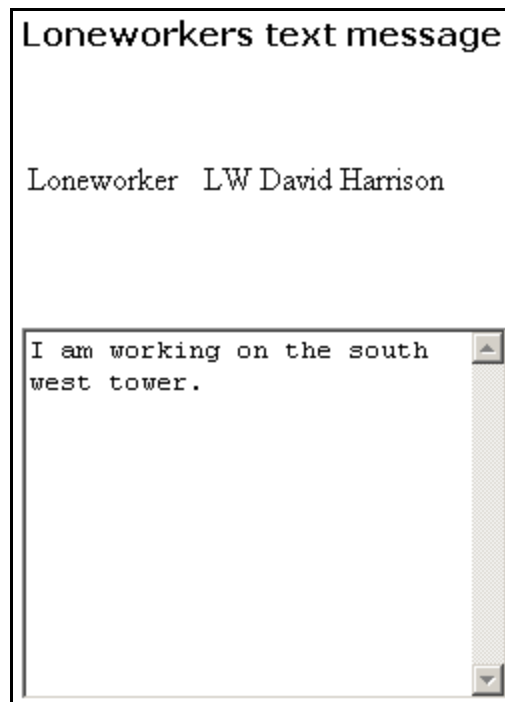 Loneworkers text message
Loneworker LW David Harrison
I am working on the south
west tower.